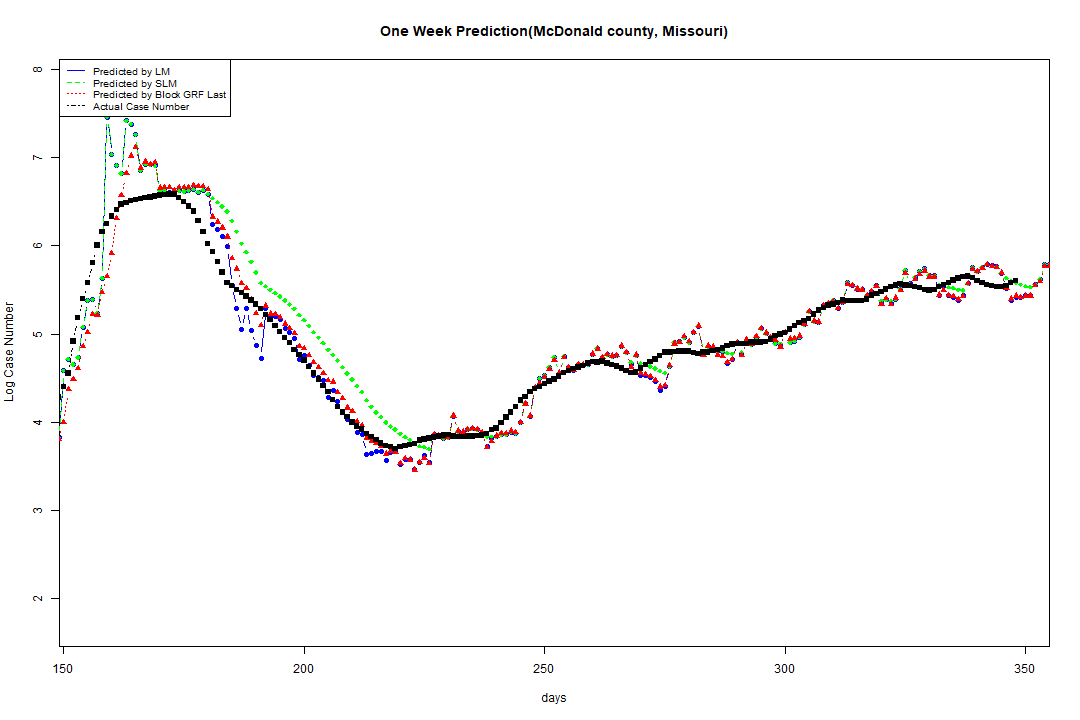 One Week Prediction(McDonald county, Missouri)
Predicted by LM
Predicted by SLM
Predicted by Block GRF Last
Actual Case Number
8
7
6
5
4
3
2
Log Case Number
150 200 250 300 350
days